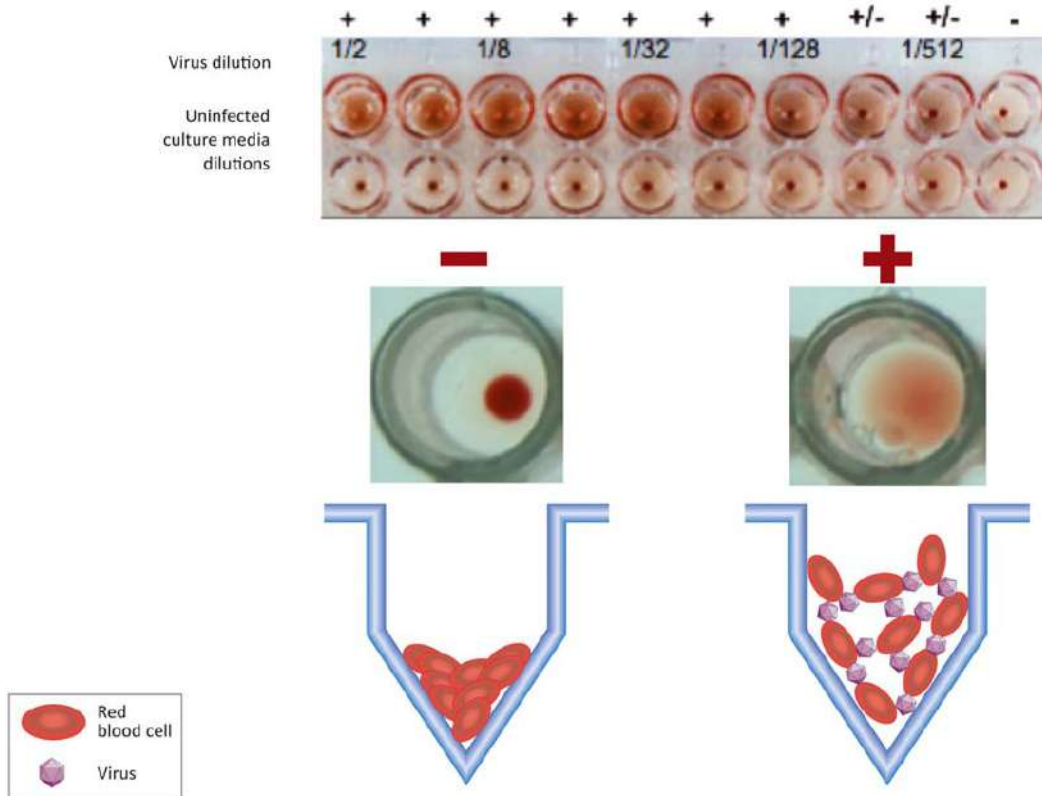 + + + + + + + +/- +/- -
Virus dilution 1/2 1/8 1/32 1/128 1/512
Uninfected
culture media
dilutions
Red
blood cell
Virus